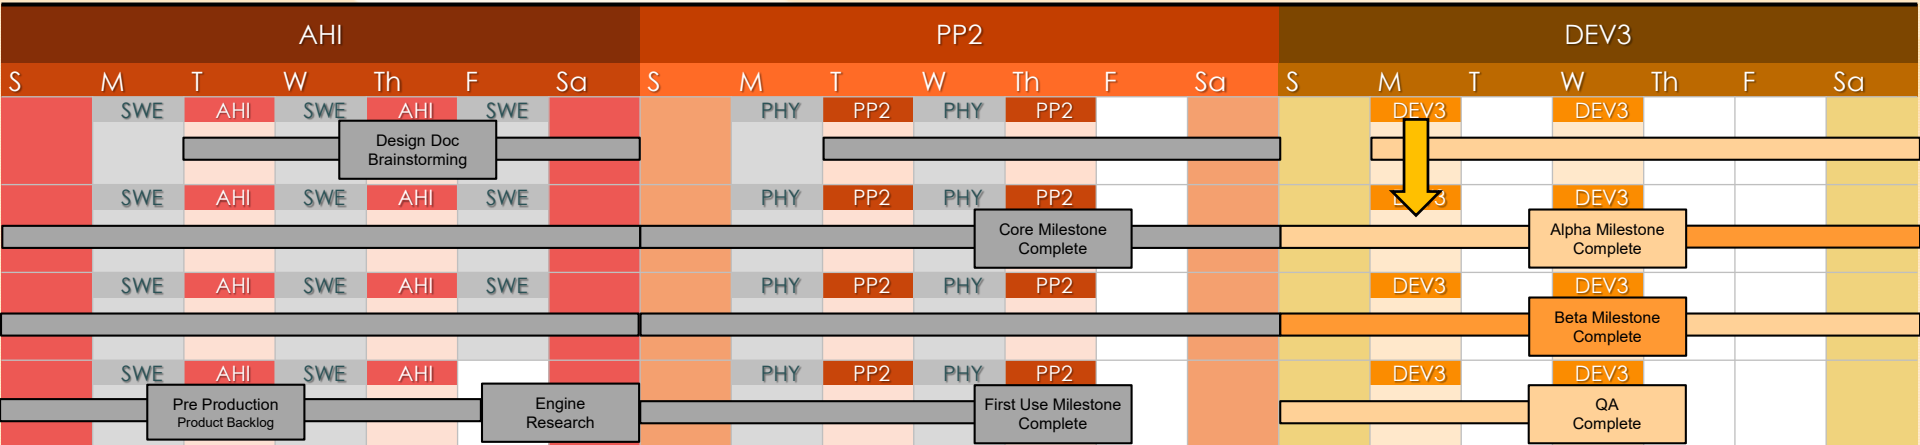 AHI PP2 DEV3
S M T W Th F Sa S M T W Th F Sa S M T W Th F Sa
SWE AHI SWE AHI SWE PHY PP2 PHY PP2 DEV3 DEV3
Design Doc
Brainstorming
SWE AHI SWE AHI SWE PHY PP2 PHY PP2 DEV3 DEV3
Core Milestone
Complete
Alpha Milestone
Complete
SWE AHI SWE AHI SWE PHY PP2 PHY PP2 DEV3 DEV3
Beta Milestone
Complete
SWE AHI SWE AHI PHY PP2 PHY PP2 DEV3 DEV3
Pre Production
Product Backlog
Engine
Research
First Use Milestone
Complete
QA
Complete